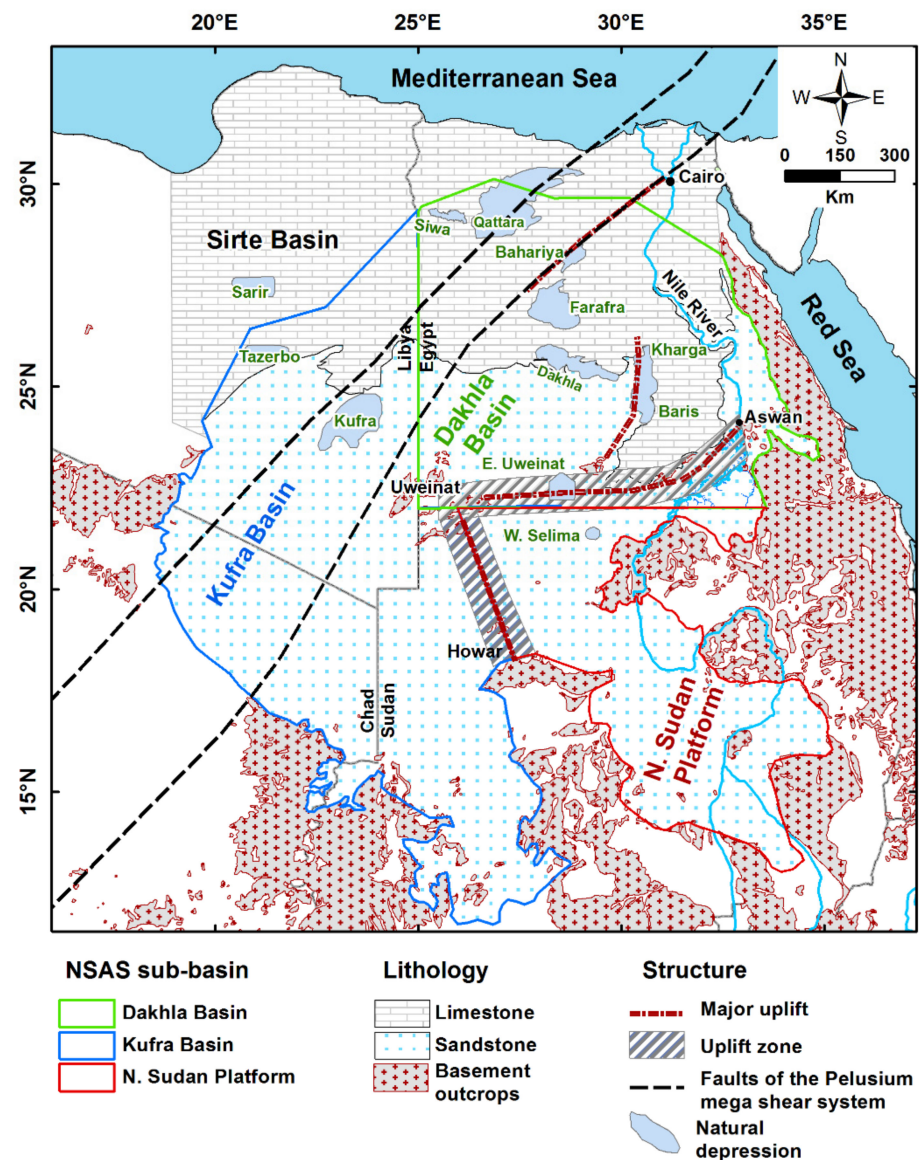 20°E
25°E
30°E
35°E
Mediterranean Sea
N
W
E
S
0 150 300
Km
30°N
25°N
20°N
15°N
Cairo
Siwa
Qattara
Sirte Basin
Bahariya
Sarir
Farafra
Nile River
Red Sea
Libya
Egypt
Tazerbo
Kharga
Dakhla
Kufra
Dakhla
Basin
Baris
Aswan
E. Uweinat
Uweinat
Kufra Basin
W. Selima
Howar
Chad
Sudan
N. Sudan
Platform
NSAS sub-basin
Dakhla Basin
Kufra Basin
N. Sudan Platform
Lithology
Limestone
Sandstone
Basement
outcrops
Structure
Major uplift
Uplift zone
Faults of the Pelusium
mega shear system
Natural
depression